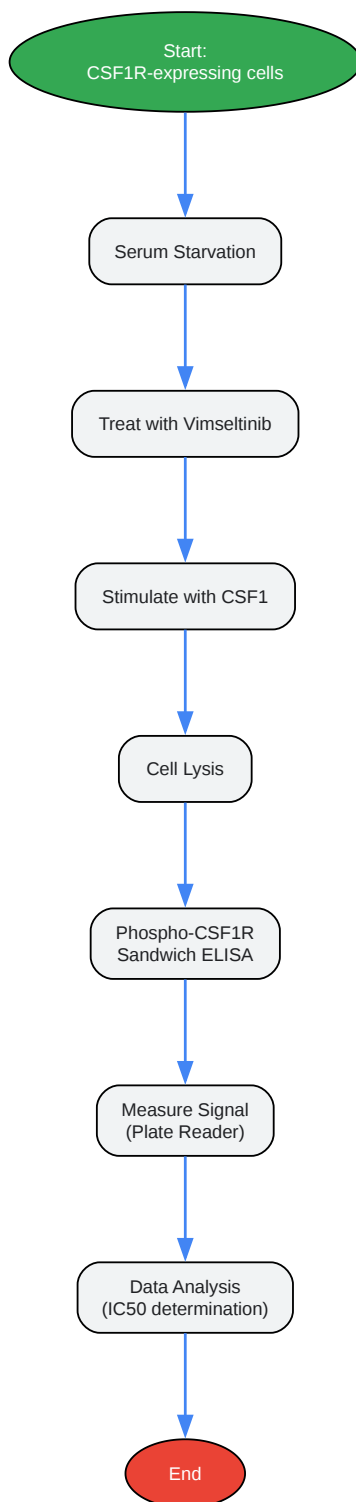 Start:
CSF1R-expressing cells
Serum Starvation
Treat with Vimseltinib
Stimulate with CSF1
Cell Lysis
Phospho-CSF1R
Sandwich ELISA
Measure Signal
(Plate Reader)
Data Analysis
(IC50 determination)
End